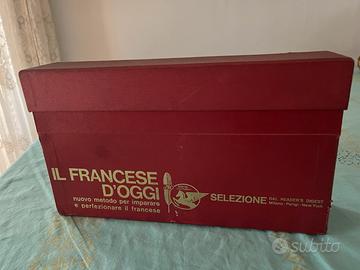 IL FRANCESE
D'OGGI
nuovo metodo per imparare
e perfezionare il francese
SELEZIONE
DAL READER'S DIGEST
Milano - Parigi - New York
subito